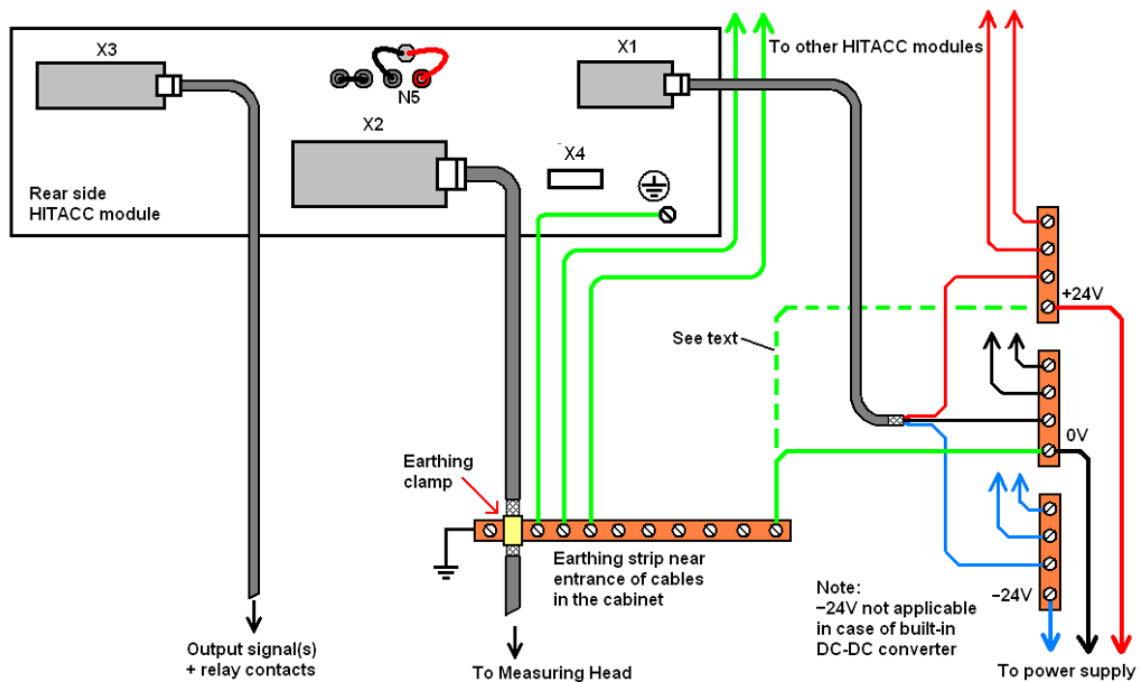 X3
X1
To other HITACC modules
N5
X2
X4
Rear side
HITACC module
+24V
See text
0V
Earthing
clamp
Earthing strip near
entrance of cables
in the cabinet
Note:
–24V not applicable
in case of built-in
DC-DC converter
–24V
Output signal(s)
+ relay contacts
To Measuring Head
To power supply